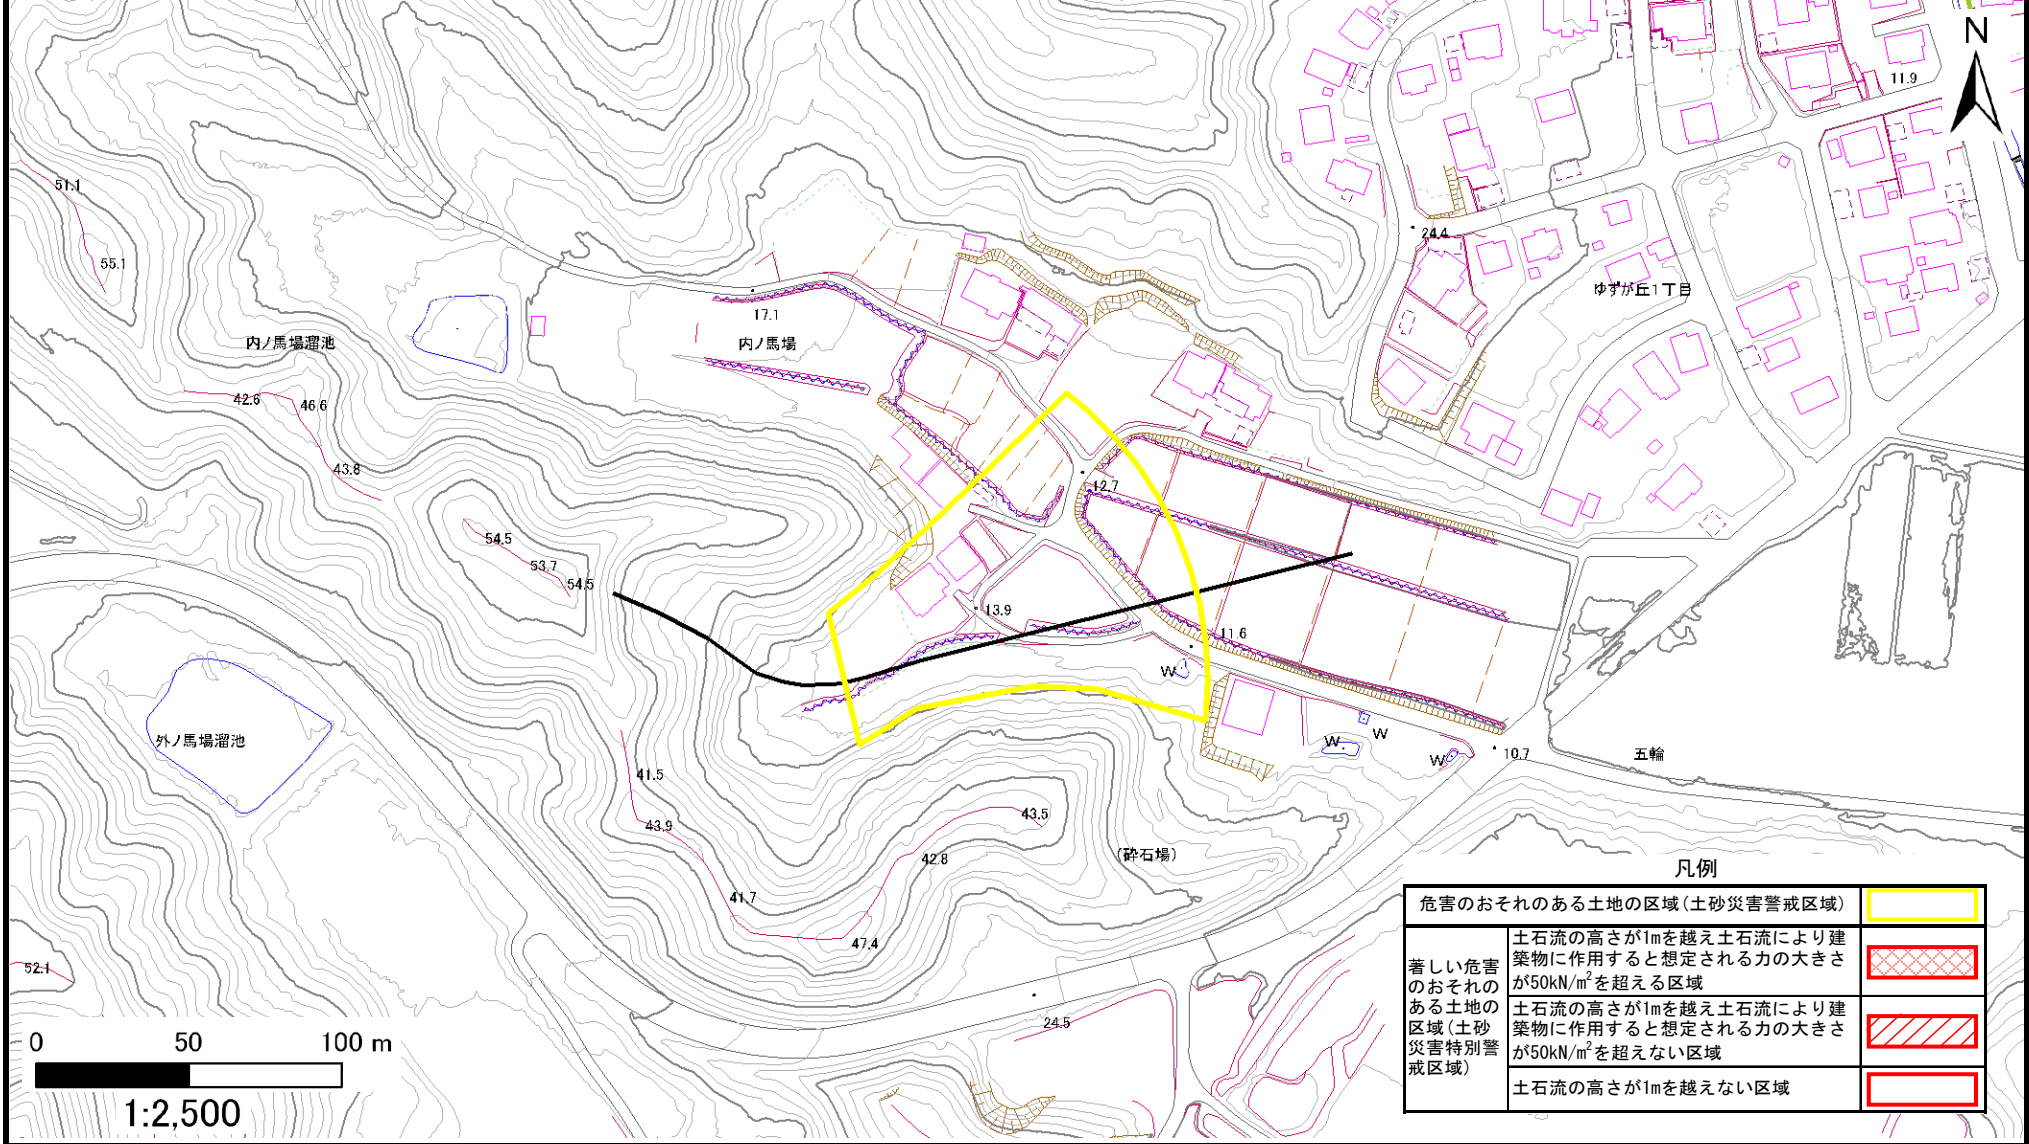 N
11.9
51.1
24.4
55.1
ゆずが丘1丁目
17.1
内ノ馬場溜池
内ノ馬場
42.6
46.6
43.8
12.7
54.5
53.7
54.5
13.9
11.6
W
外ノ馬場溜池
W
W
W
10.7
五輪
41.5
43.9
43.5
42.8
(砕石場)
41.7
47.4
52.1
24.5
凡例
危害のおそれのある土地の区域(土砂災害警戒区域)
著しい危害
のおそれの
ある土地の
区域(土砂
災害特別警
戒区域)
土石流の高さが1mを越え土石流により建
築物に作用すると想定される力の大きさ
が50kN/m²を超える区域
土石流の高さが1mを越え土石流により建
築物に作用すると想定される力の大きさ
が50kN/m²を超えない区域
土石流の高さが1mを越えない区域
0 50 100 m
1:2,500